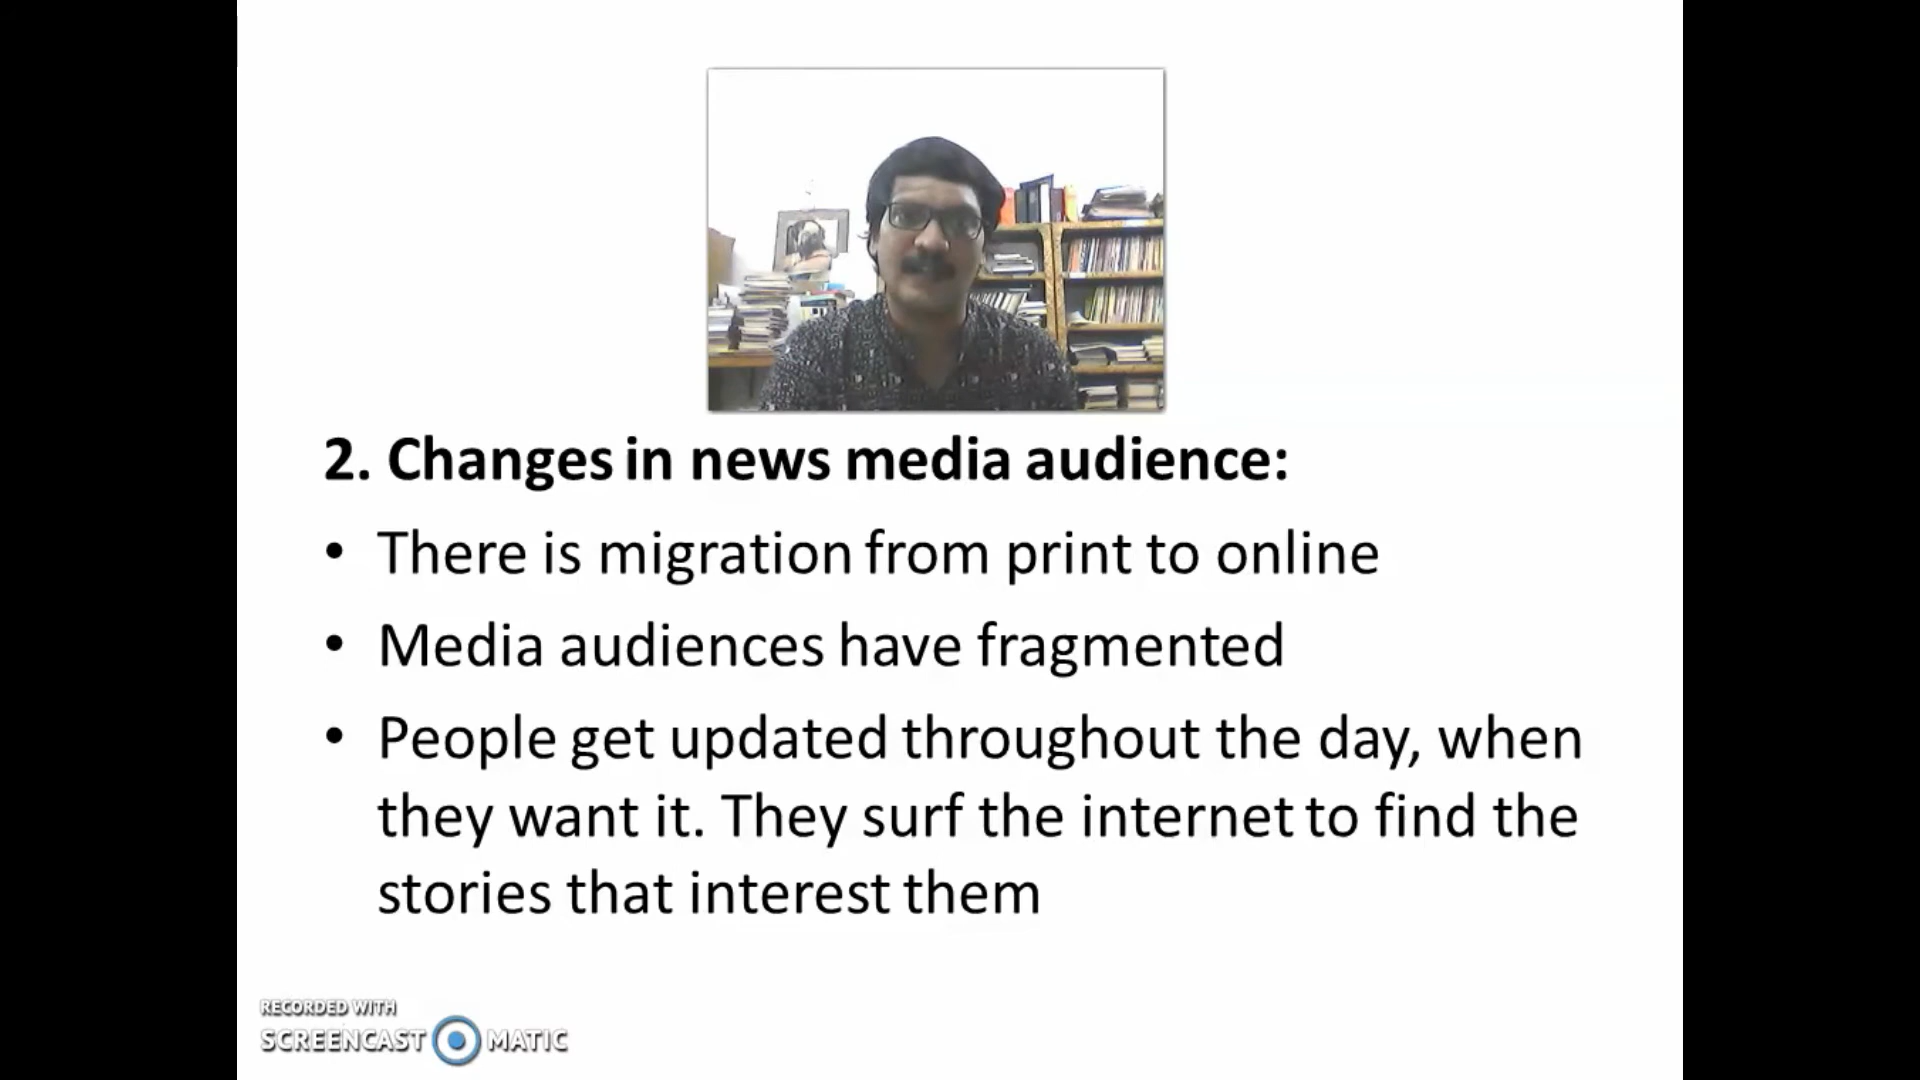 2. Changes in news media audience:
• There is migration from print to online
• Media audiences have fragmented
• People get updated throughout the day, when
they want it. They surf the internet to find the
stories that interest them
RECORDED WITH
SCREENCAST MATIC